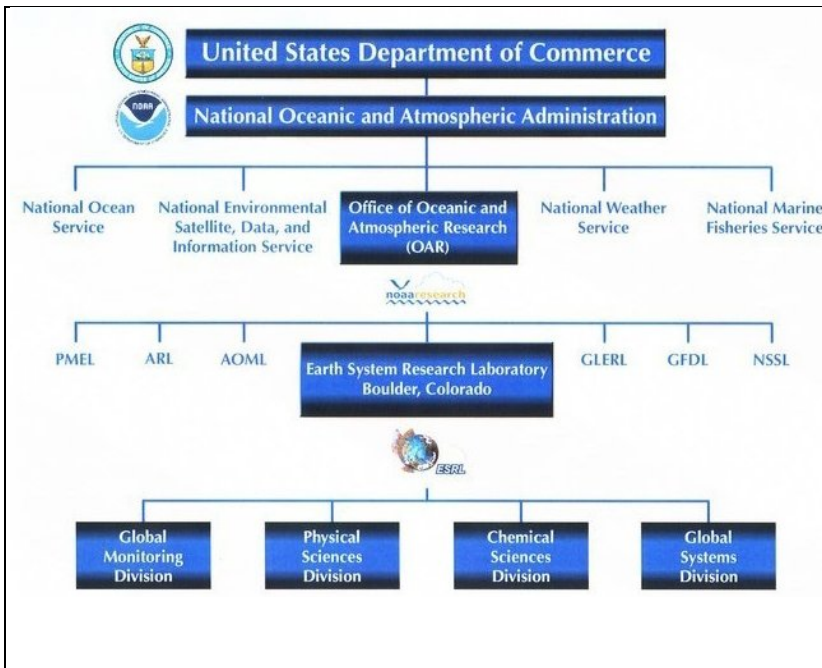 United States Department of Commerce
NOAA
National Oceanic and Atmospheric Administration
National Ocean
Service
National Environmental
Satellite, Data, and
Information Service
Office of Oceanic and
Atmospheric Research
(OAR)
National Weather
Service
National Marine
Fisheries Service
noaaresearch
PMEL
ARL
AOML
Earth System Research Laboratory
Boulder, Colorado
GLERL
GFDL
NSSL
ESRL
Global
Monitoring
Division
Physical
Sciences
Division
Chemical
Sciences
Division
Global
Systems
Division